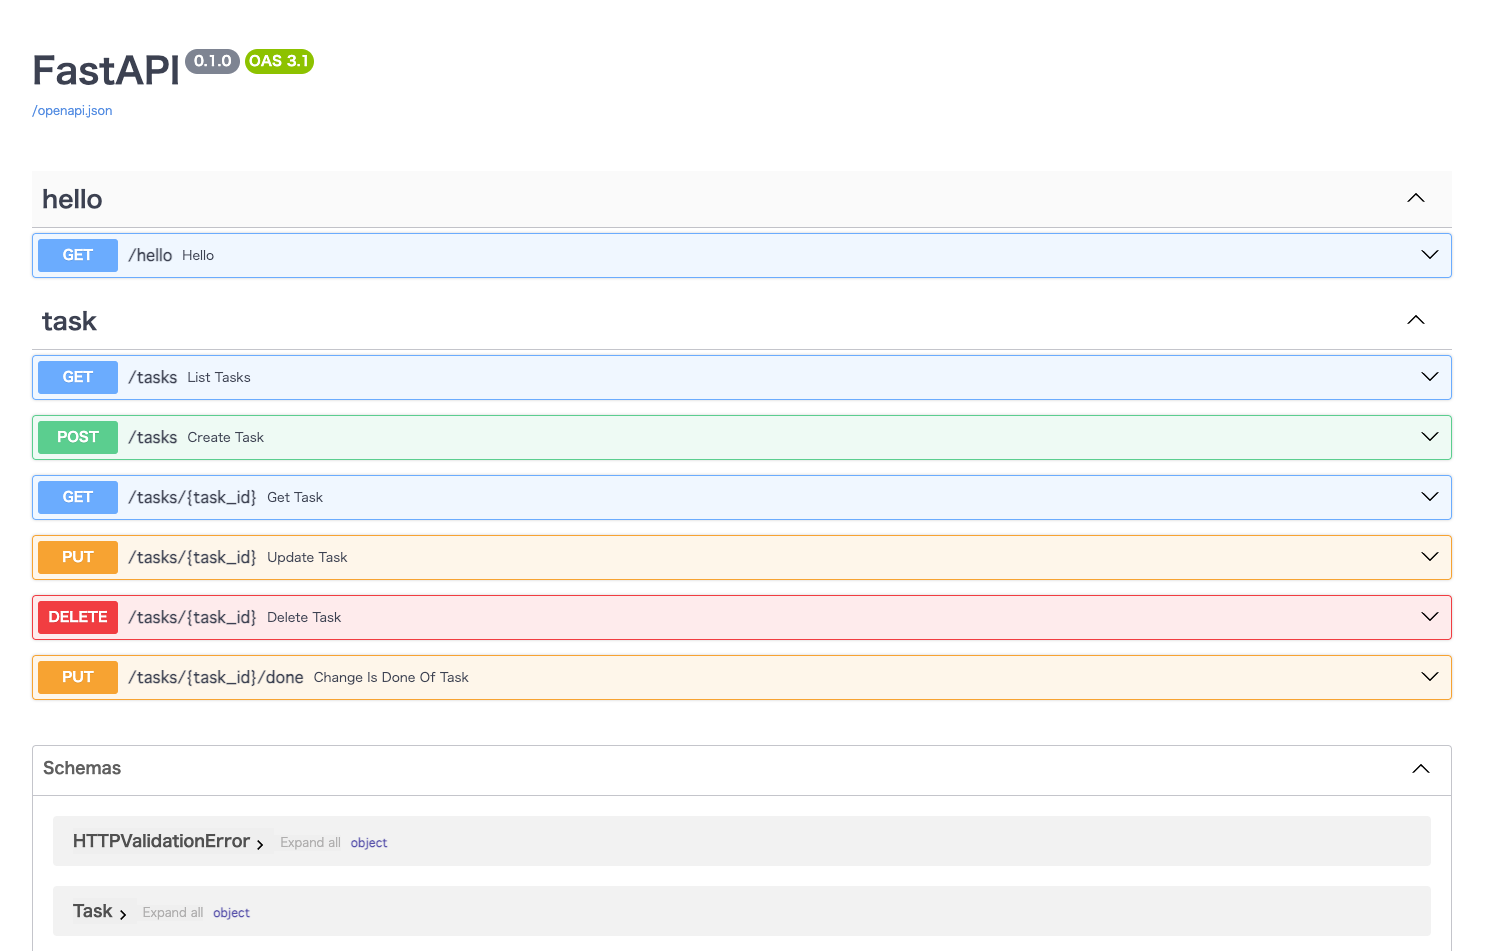 FastAPI 0.1.0 OAS 3.1
/openapi.json
hello
GET /hello Hello
task
GET /tasks List Tasks
POST /tasks Create Task
GET /tasks/{task_id} Get Task
PUT /tasks/{task_id} Update Task
DELETE /tasks/{task_id} Delete Task
PUT /tasks/{task_id}/done Change Is Done Of Task
Schemas
HTTPValidationError Expand all object
Task Expand all object